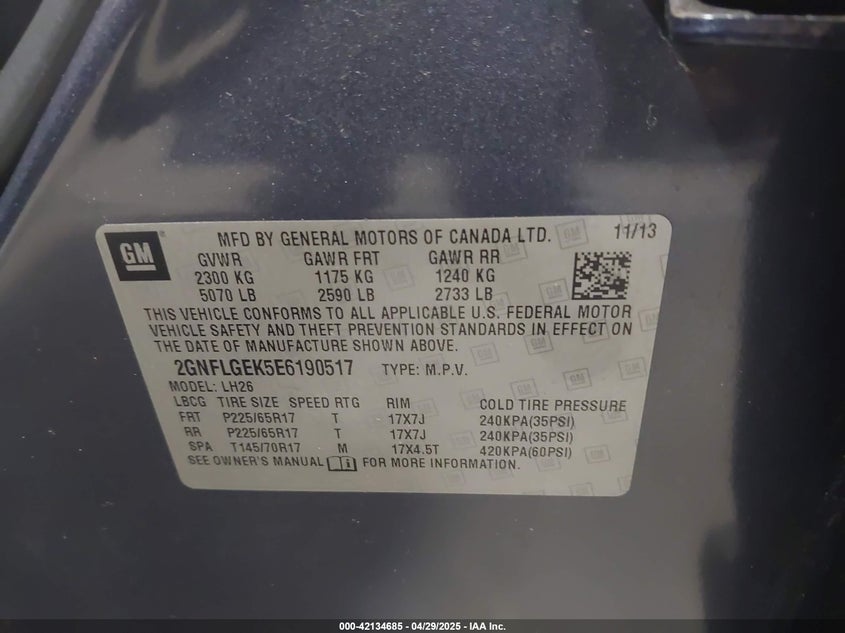 GM
MFD BY GENERAL MOTORS OF CANADA LTD. 11/13
GVWR GAWR FRT GAWR RR
2300 KG 1175 KG 1240 KG
5070 LB 2590 LB 2733 LB
THIS VEHICLE CONFORMS TO ALL APPLICABLE U.S. FEDERAL MOTOR
VEHICLE SAFETY AND THEFT PREVENTION STANDARDS IN EFFECT ON
THE DATE OF MANUFACTURE SHOWN ABOVE.
2GNFLGEK5E6190517 TYPE: M.P.V.
MODEL: LH26
LBCG TIRE SIZE SPEED RTG RIM COLD TIRE PRESSURE
FRT P225/65R17 T 17X7J 240KPA(35PSI)
RR P225/65R17 T 17X7J 240KPA(35PSI)
SPA T145/70R17 M 17X4.5T 420KPA(60PSI)
SEE OWNER'S MANUAL FOR MORE INFORMATION.
000-42134685 - 04/29/2025 - IAA Inc.